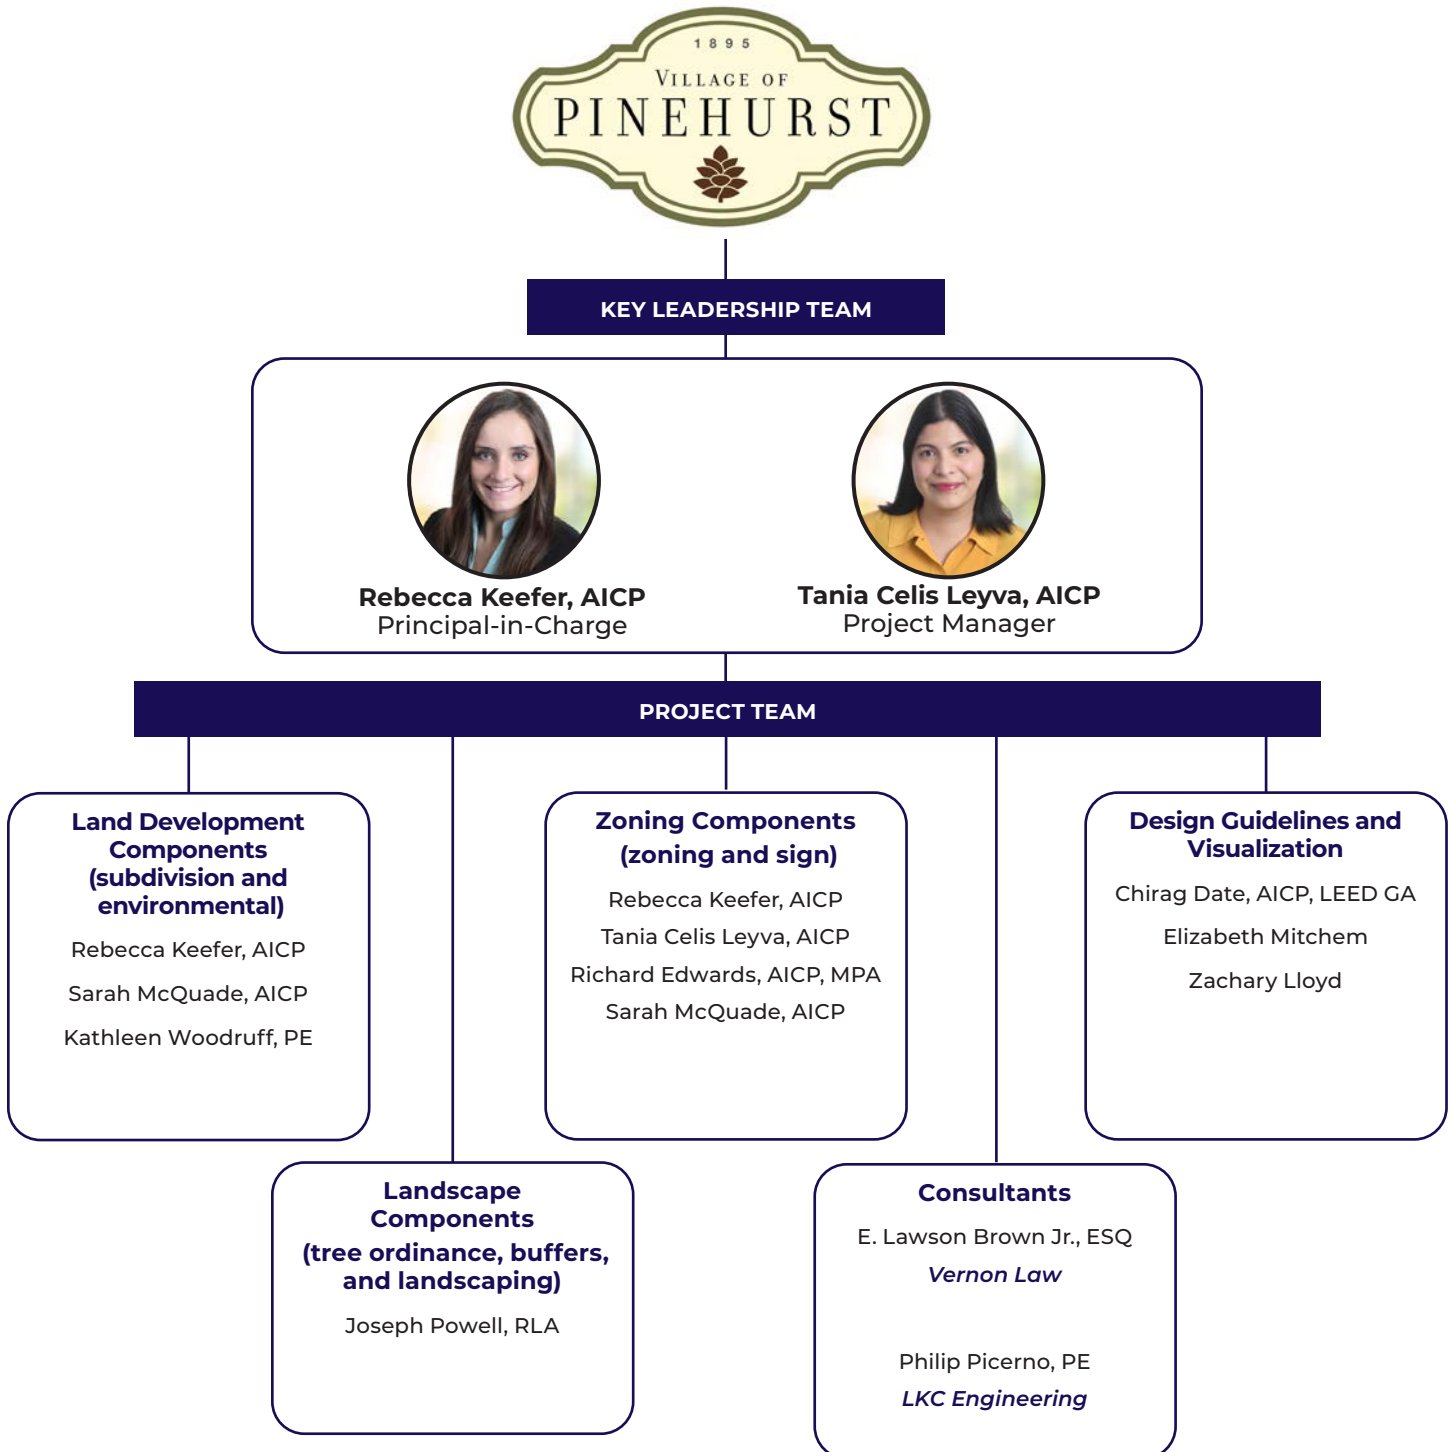 1895
VILLAGE OF
PINEHURST
KEY LEADERSHIP TEAM
Rebecca Keefer, AICP
Principal-in-Charge
Tania Celis Leyva, AICP
Project Manager
PROJECT TEAM
Land Development
Components
(subdivision and
environmental)
Rebecca Keefer, AICP
Sarah McQuade, AICP
Kathleen Woodruff, PE
Zoning Components
(zoning and sign)
Rebecca Keefer, AICP
Tania Celis Leyva, AICP
Richard Edwards, AICP, MPA
Sarah McQuade, AICP
Design Guidelines and
Visualization
Chirag Date, AICP, LEED GA
Elizabeth Mitchem
Zachary Lloyd
Landscape
Components
(tree ordinance, buffers,
and landscaping)
Joseph Powell, RLA
Consultants
E. Lawson Brown Jr., ESQ
Vernon Law
Philip Picerno, PE
LKC Engineering